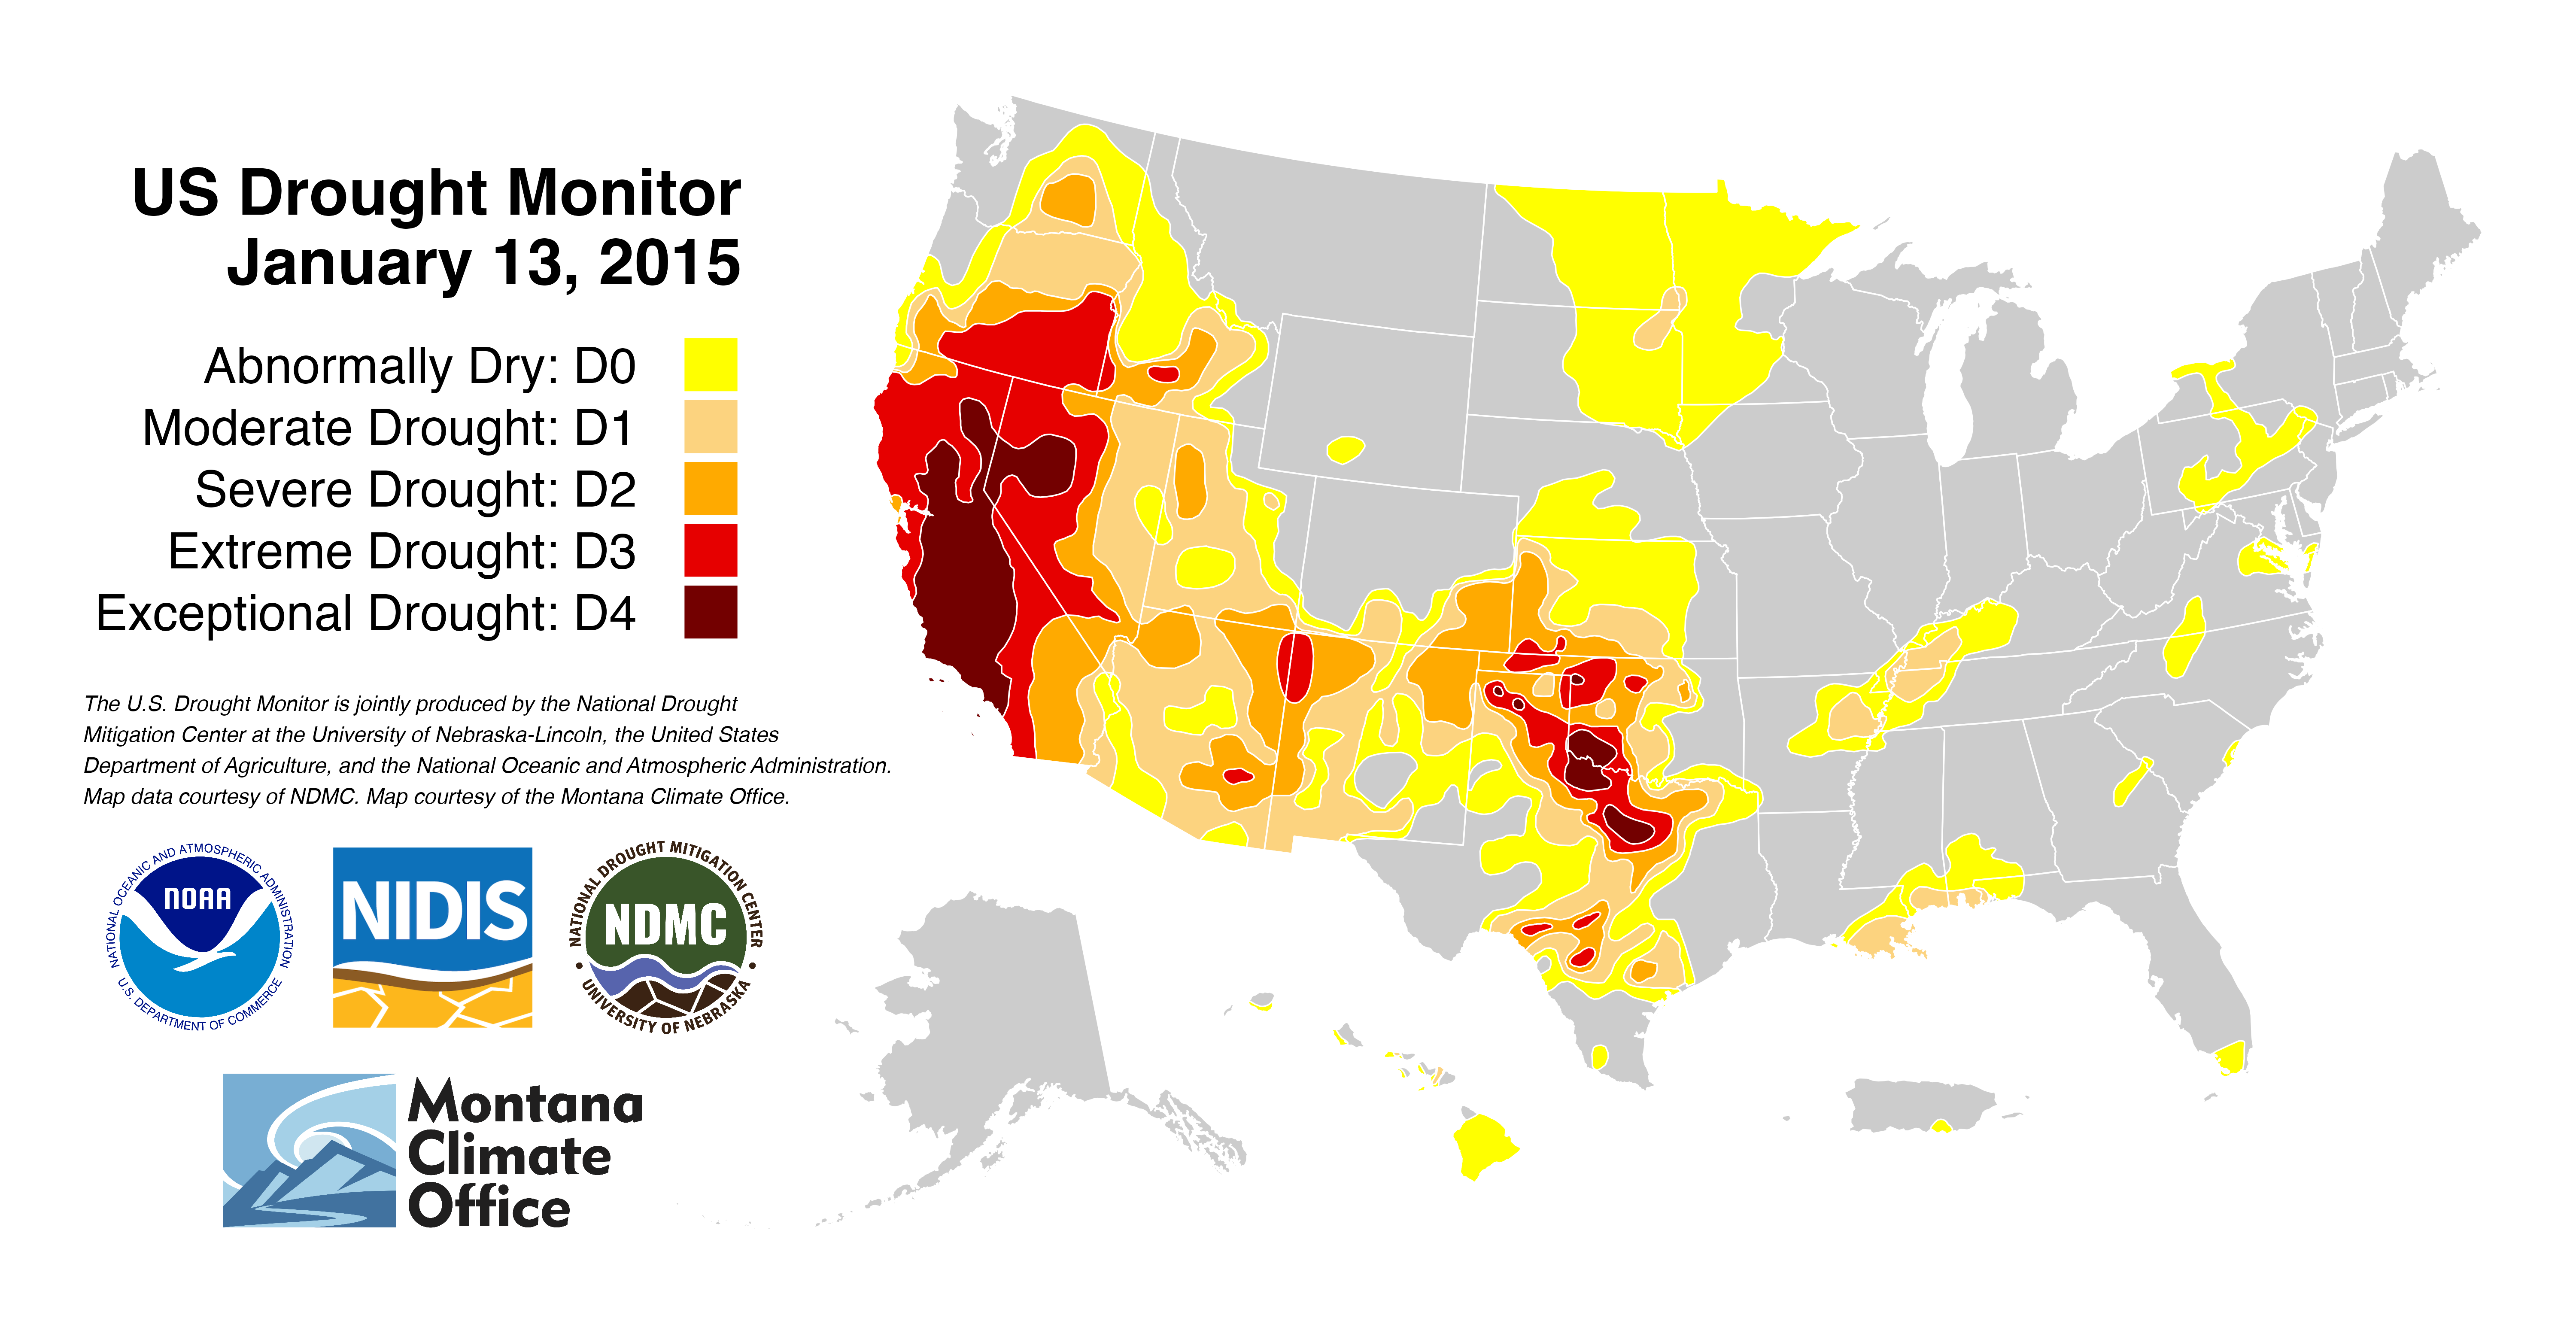 US Drought Monitor
January 13, 2015
Abnormally Dry: D0
Moderate Drought: D1
Severe Drought: D2
Extreme Drought: D3
Exceptional Drought: D4
The U.S. Drought Monitor is jointly produced by the National Drought
Mitigation Center at the University of Nebraska-Lincoln, the United States
Department of Agriculture, and the National Oceanic and Atmospheric Administration.
Map data courtesy of NDMC. Map courtesy of the Montana Climate Office.
NATIONAL OCEANIC AND ATMOSPHERIC ADMINISTRATION
NOAA
U.S. DEPARTMENT OF COMMERCE
NIDIS
NATIONAL DROUGHT MITIGATION CENTER
NDMC
UNIVERSITY OF NEBRASKA
Montana
Climate
Office